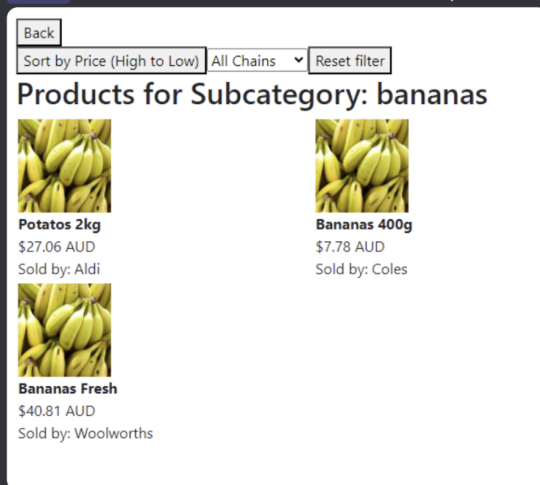 Back
Sort by Price (High to Low) All Chains Reset filter
Products for Subcategory: bananas
Potatos 2kg Bananas 400g
$27.06 AUD $7.78 AUD
Sold by: Aldi Sold by: Coles
Bananas Fresh
$40.81 AUD
Sold by: Woolworths